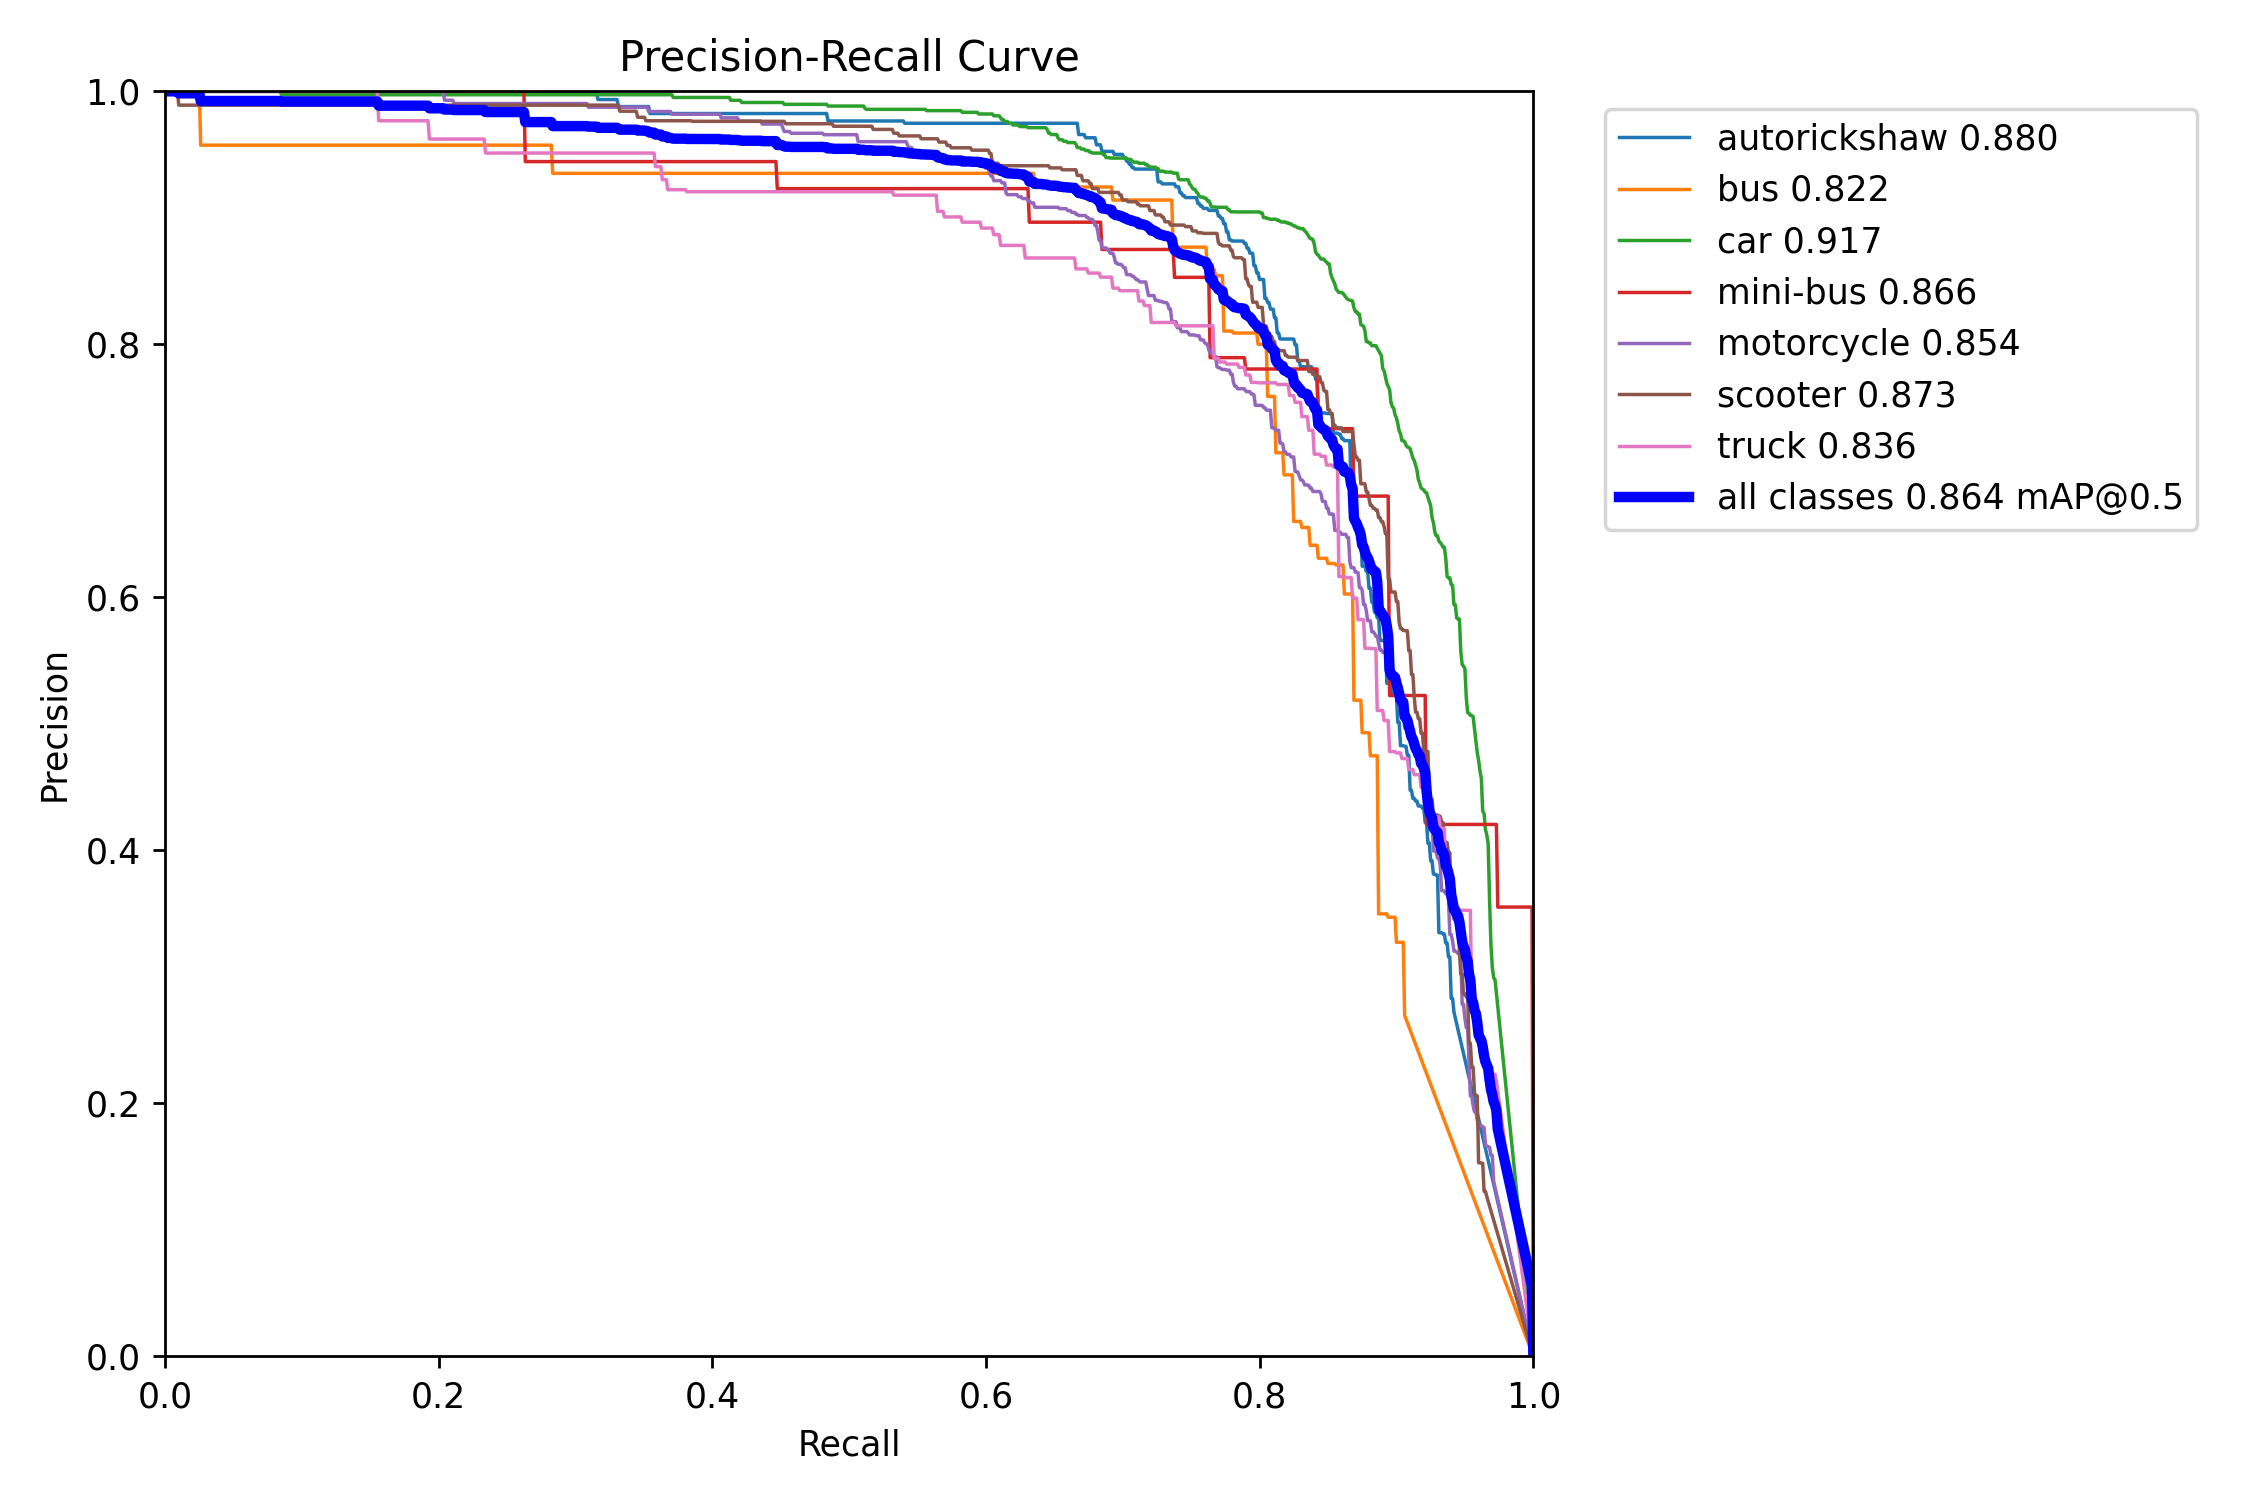 Precision-Recall Curve
1.0
0.8
0.6
0.4
0.2
0.0
Precision
0.0 0.2 0.4 0.6 0.8 1.0
Recall
autorickshaw 0.880
bus 0.822
car 0.917
mini-bus 0.866
motorcycle 0.854
scooter 0.873
truck 0.836
all classes 0.864 mAP@0.5